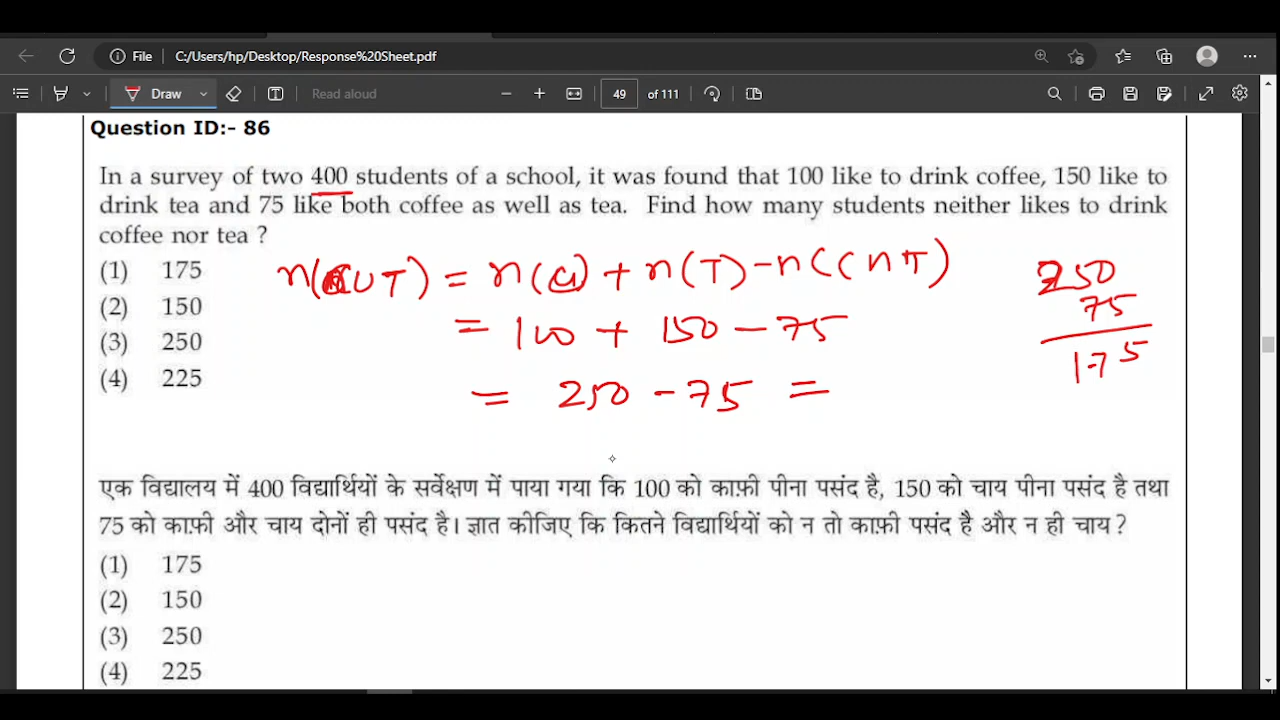 File C:/Users/hp/Desktop/Response%20Sheet.pdf
Draw Read aloud 49 of 111
Question ID:- 86
In a survey of two 400 students of a school, it was found that 100 like to drink coffee, 150 like to
drink tea and 75 like both coffee as well as tea. Find how many students neither likes to drink
coffee nor tea ?
(1) 175
(2) 150
(3) 250
(4) 225
n(C∪T) = n(C) + n(T) - n(C∩T)
= 100 + 150 - 75
= 250 - 75 =
250
75
175
एक विद्यालय में 400 विद्यार्थियों के सर्वेक्षण में पाया गया कि 100 को काफ़ी पीना पसंद है, 150 को चाय पीना पसंद है तथा
75 को काफ़ी और चाय दोनों ही पसंद है। ज्ञात कीजिए कि कितने विद्यार्थियों को न तो काफ़ी पसंद है और न ही चाय ?
(1) 175
(2) 150
(3) 250
(4) 225